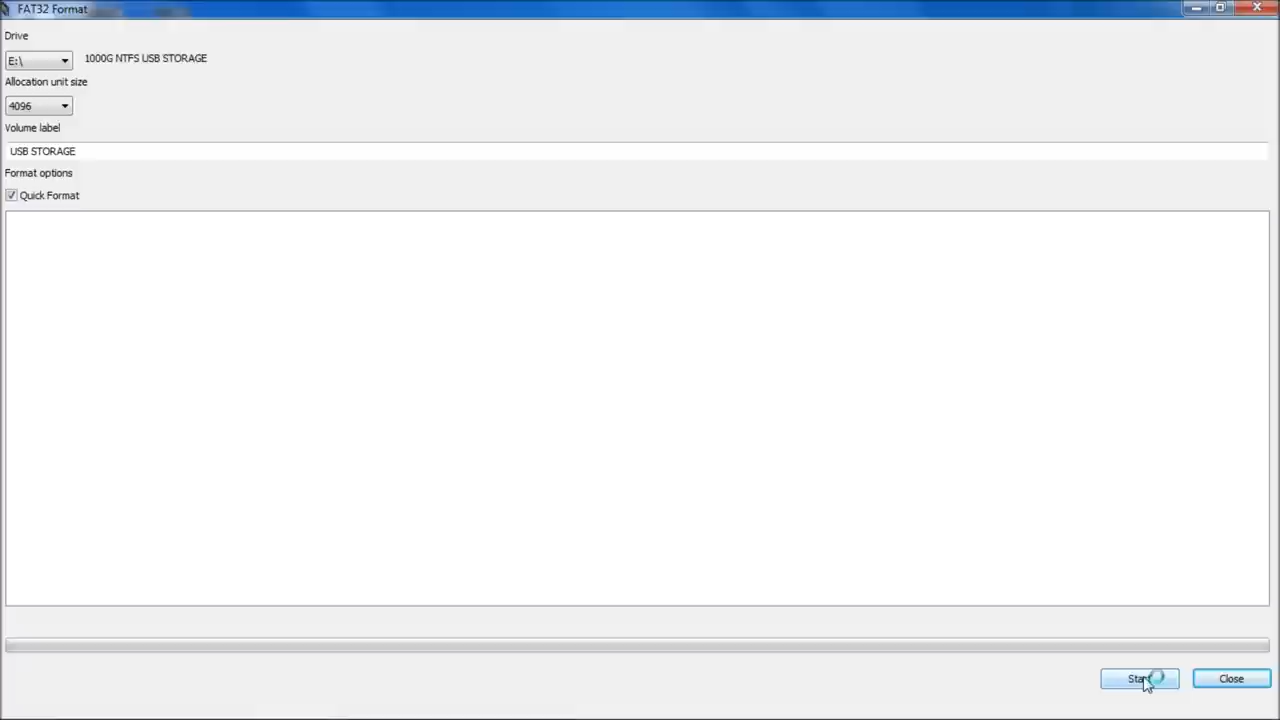 FAT32 Format
Drive
E:\
1000G NTFS USB STORAGE
Allocation unit size
4096
Volume label
USB STORAGE
Format options
Quick Format
Start
Close